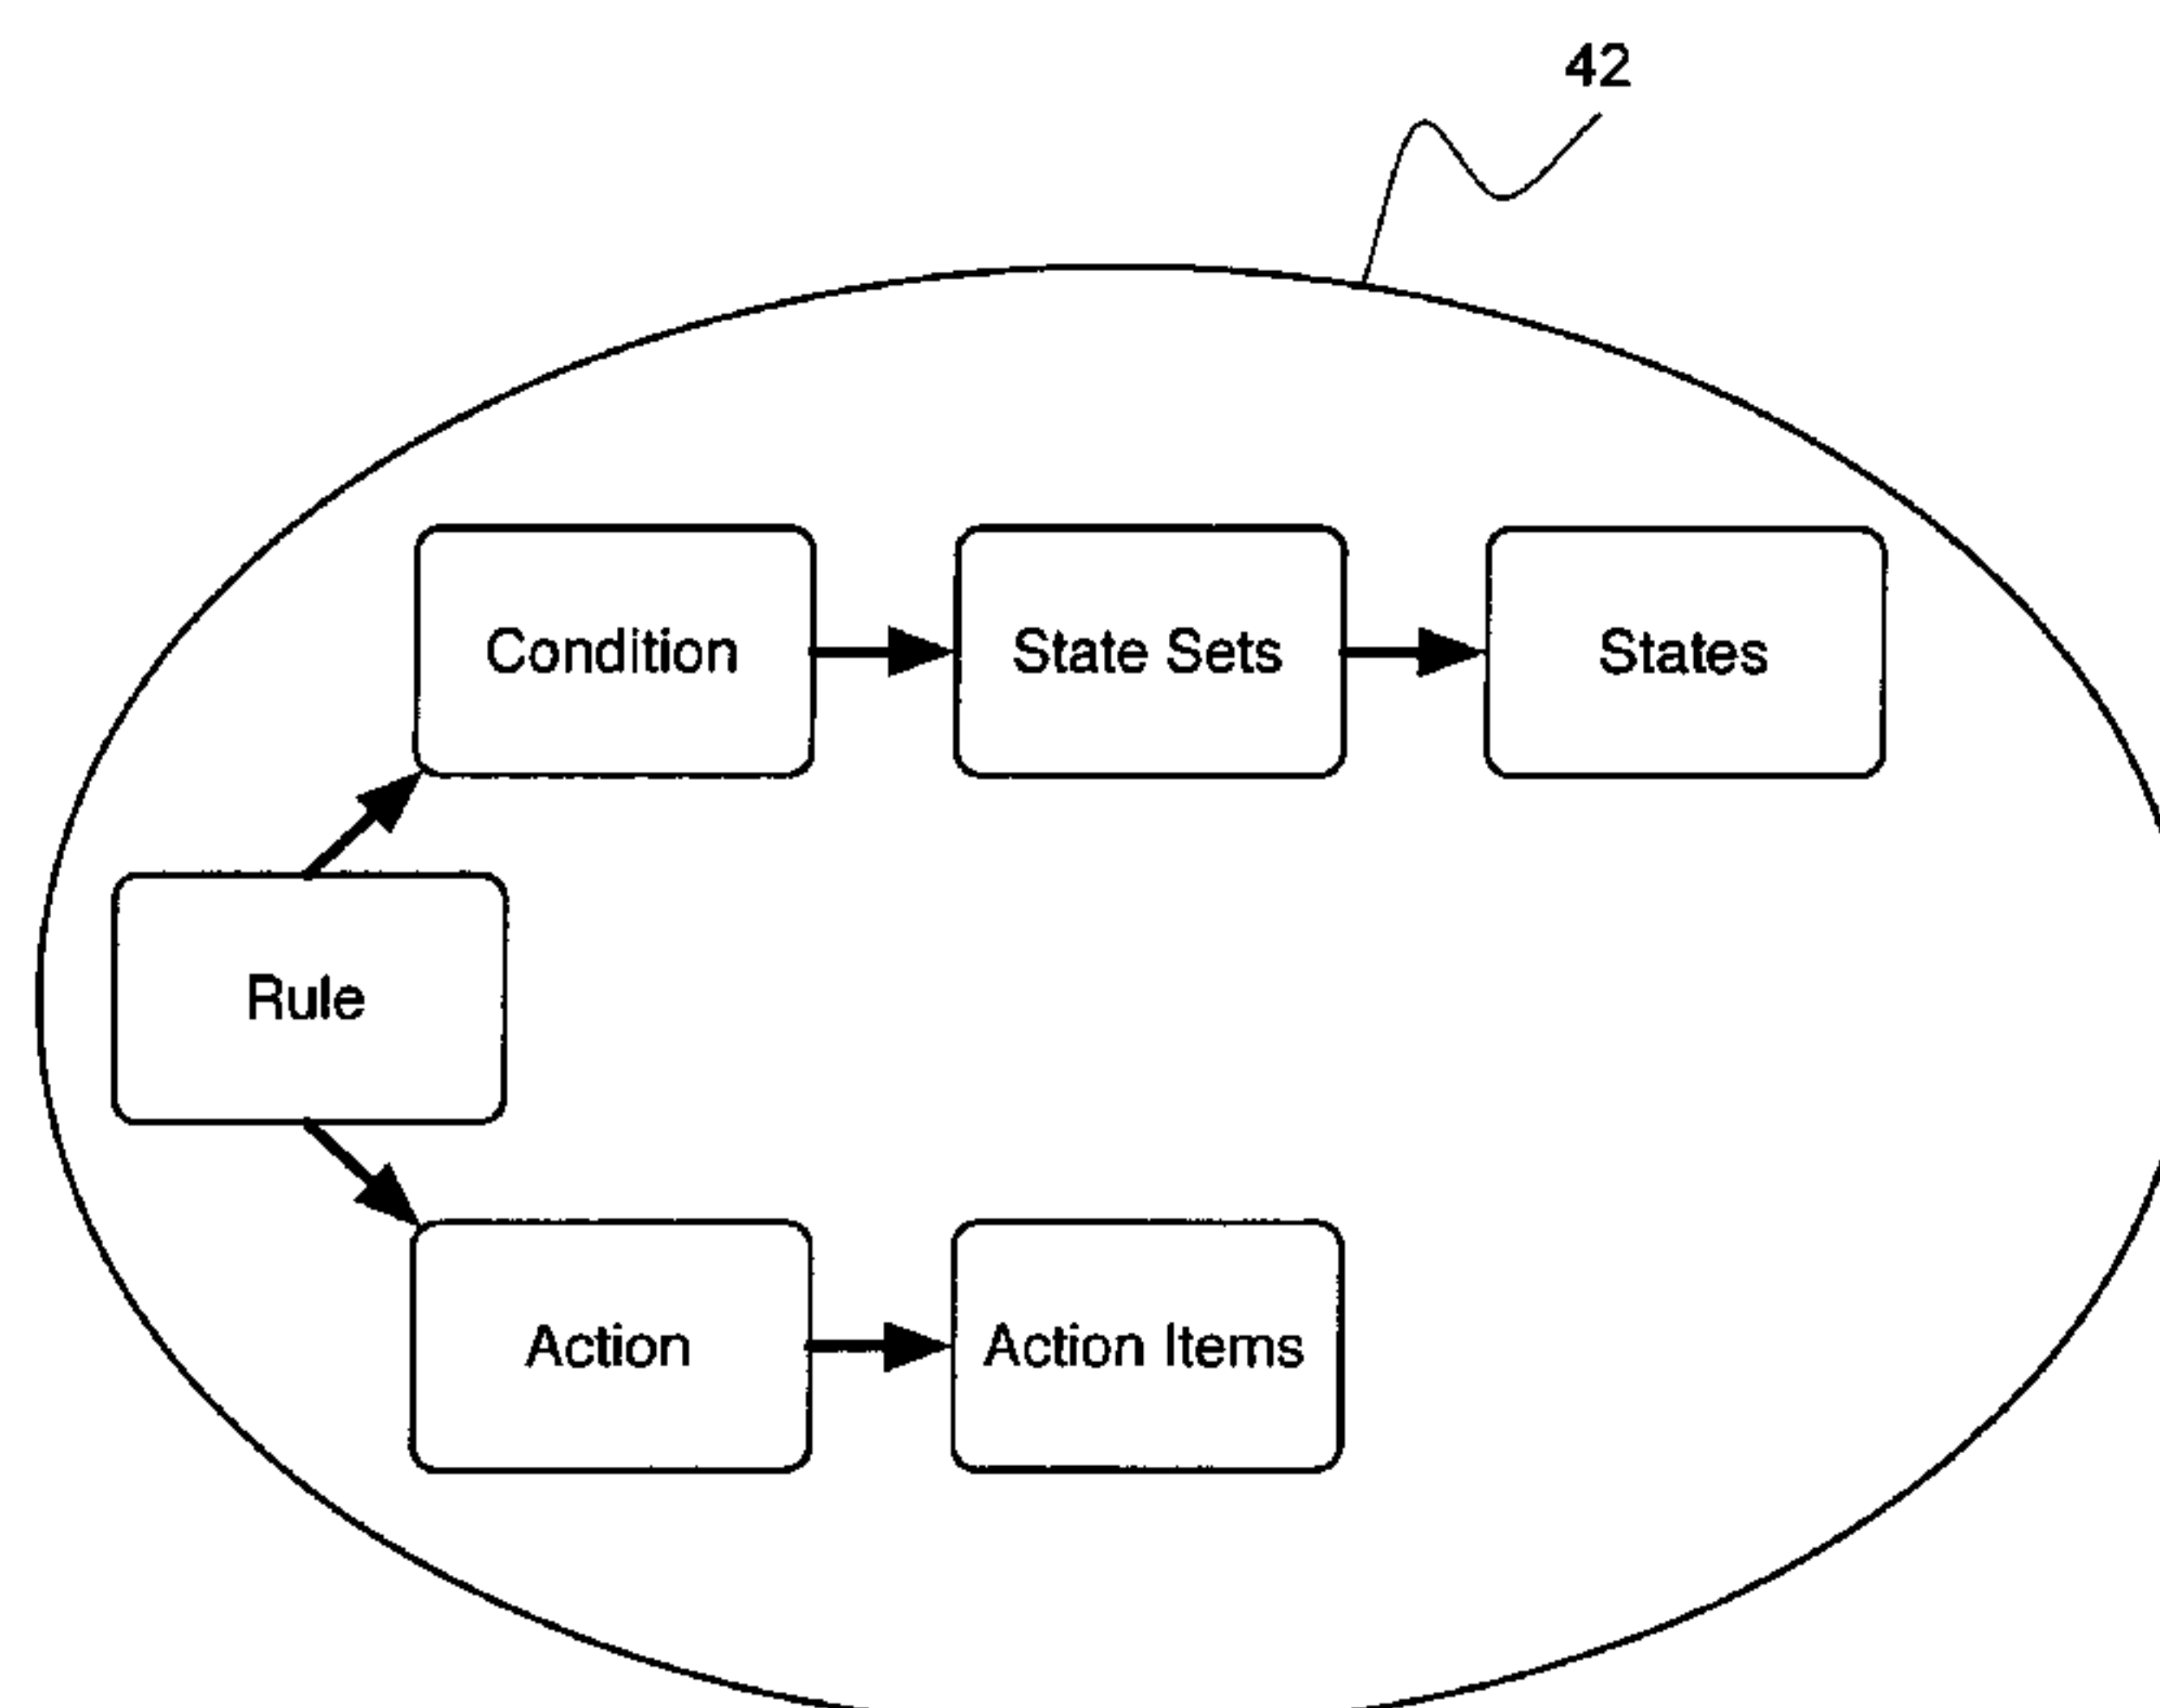 42
Condition
State Sets
States
Rule
Action
Action Items